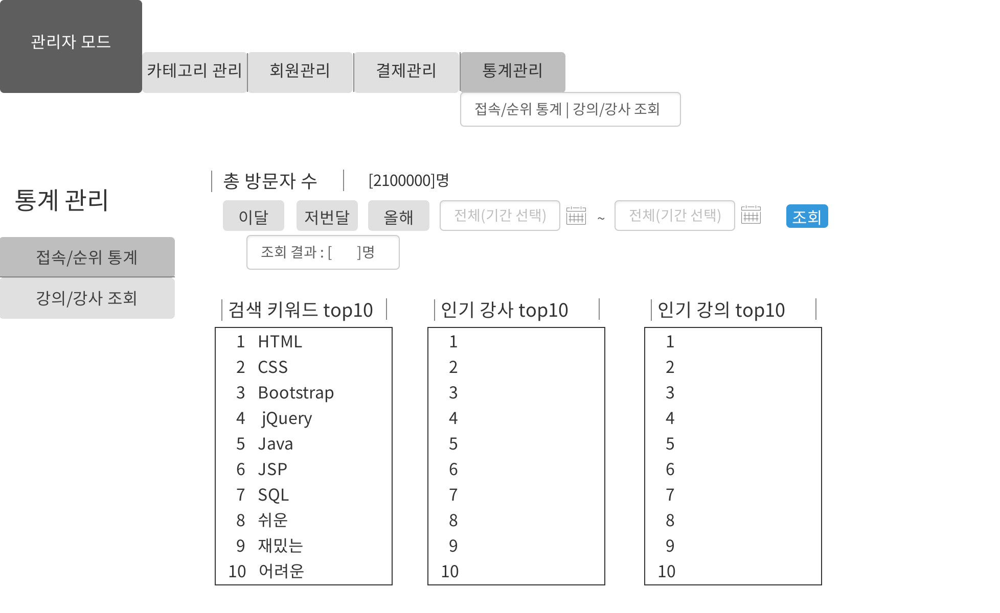 관리자 모드
카테고리 관리 회원관리 결제관리 통계관리
접속/순위 통계 | 강의/강사 조회
통계 관리
접속/순위 통계
강의/강사 조회
총 방문자 수 [2100000]명
이달 저번달 올해 전체(기간 선택) ~ 전체(기간 선택) 조회
조회 결과 : [ ]명
검색 키워드 top10
1 HTML
2 CSS
3 Bootstrap
4 jQuery
5 Java
6 JSP
7 SQL
8 쉬운
9 재밌는
10 어려운
인기 강사 top10
1
2
3
4
5
6
7
8
9
10
인기 강의 top10
1
2
3
4
5
6
7
8
9
10